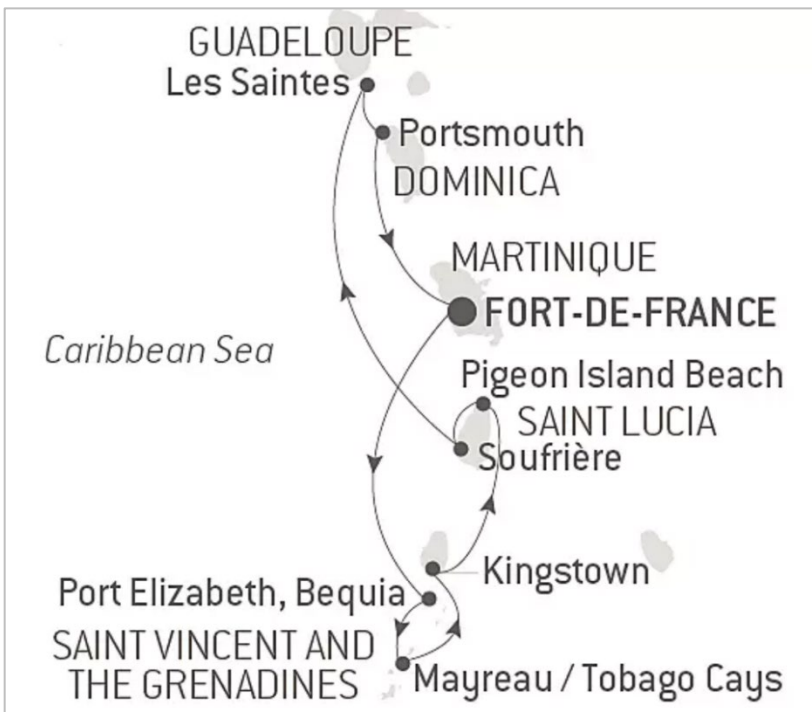 GUADELOUPE
Les Saintes
Portsmouth
DOMINICA
MARTINIQUE
FORT-DE-FRANCE
Caribbean Sea
Pigeon Island Beach
SAINT LUCIA
Soufrière
Kingstown
Port Elizabeth, Bequia
SAINT VINCENT AND
THE GRENADINES
Mayreau / Tobago Cays